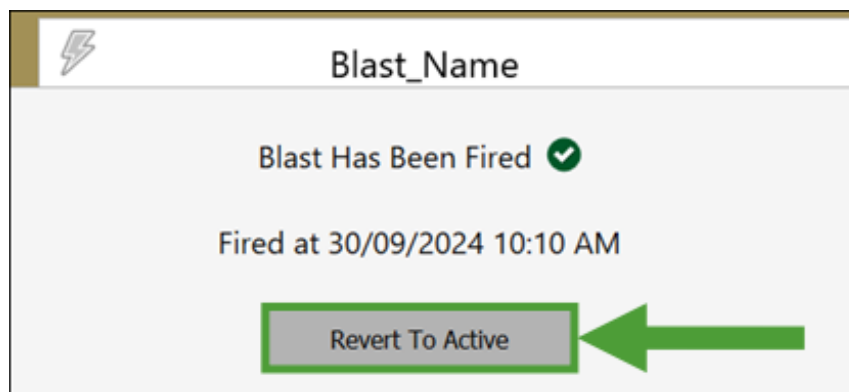 Blast_Name
Blast Has Been Fired
Fired at 30/09/2024 10:10 AM
Revert To Active